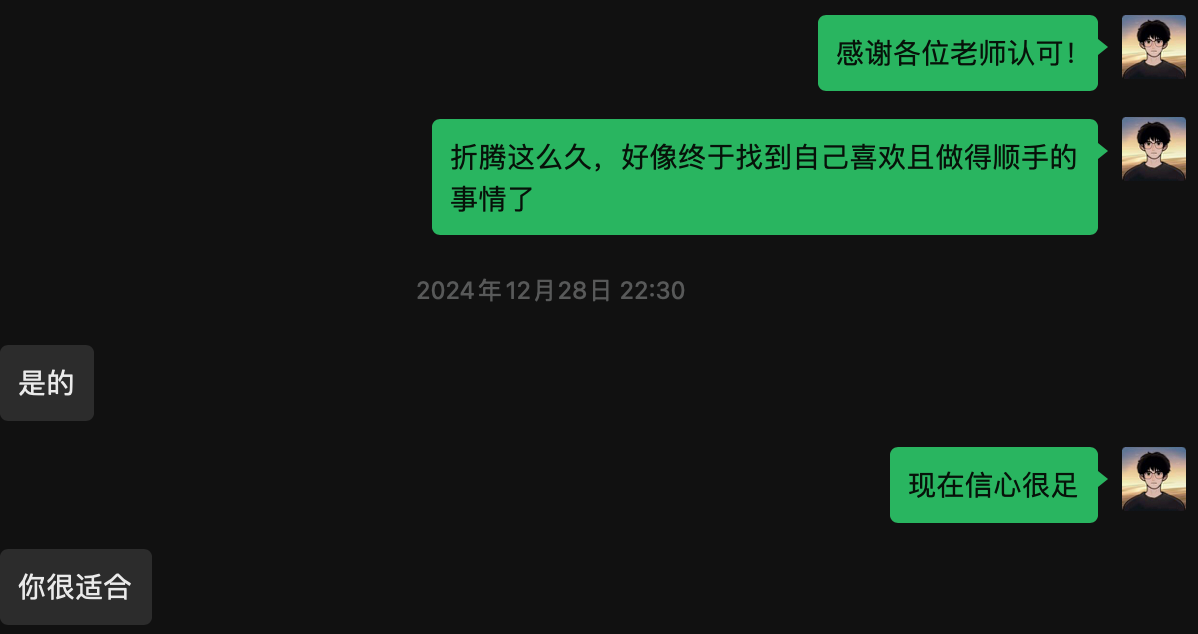 感谢各位老师认可！
折腾这么久，好像终于找到自己喜欢且做得顺手的
事情了
2024年12月28日 22:30
是的
现在信心很足
你很适合